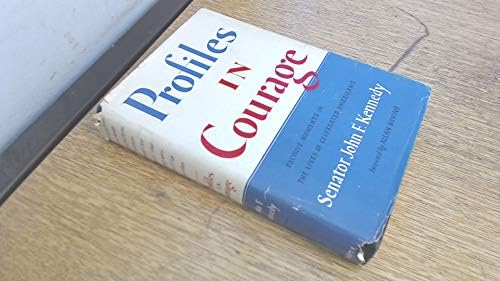 Profiles
IN
Courage
DECISIVE MOMENTS IN
THE LIVES OF CELEBRATED AMERICANS
Senator John F. Kennedy
Foreword by ALLAN NEVINS